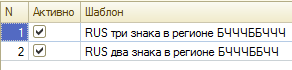 N Активно Шаблон
1 RUS три знака в регионе БЧЧЧББЧЧЧ
2 RUS два знака в регионе БЧЧЧББЧЧ